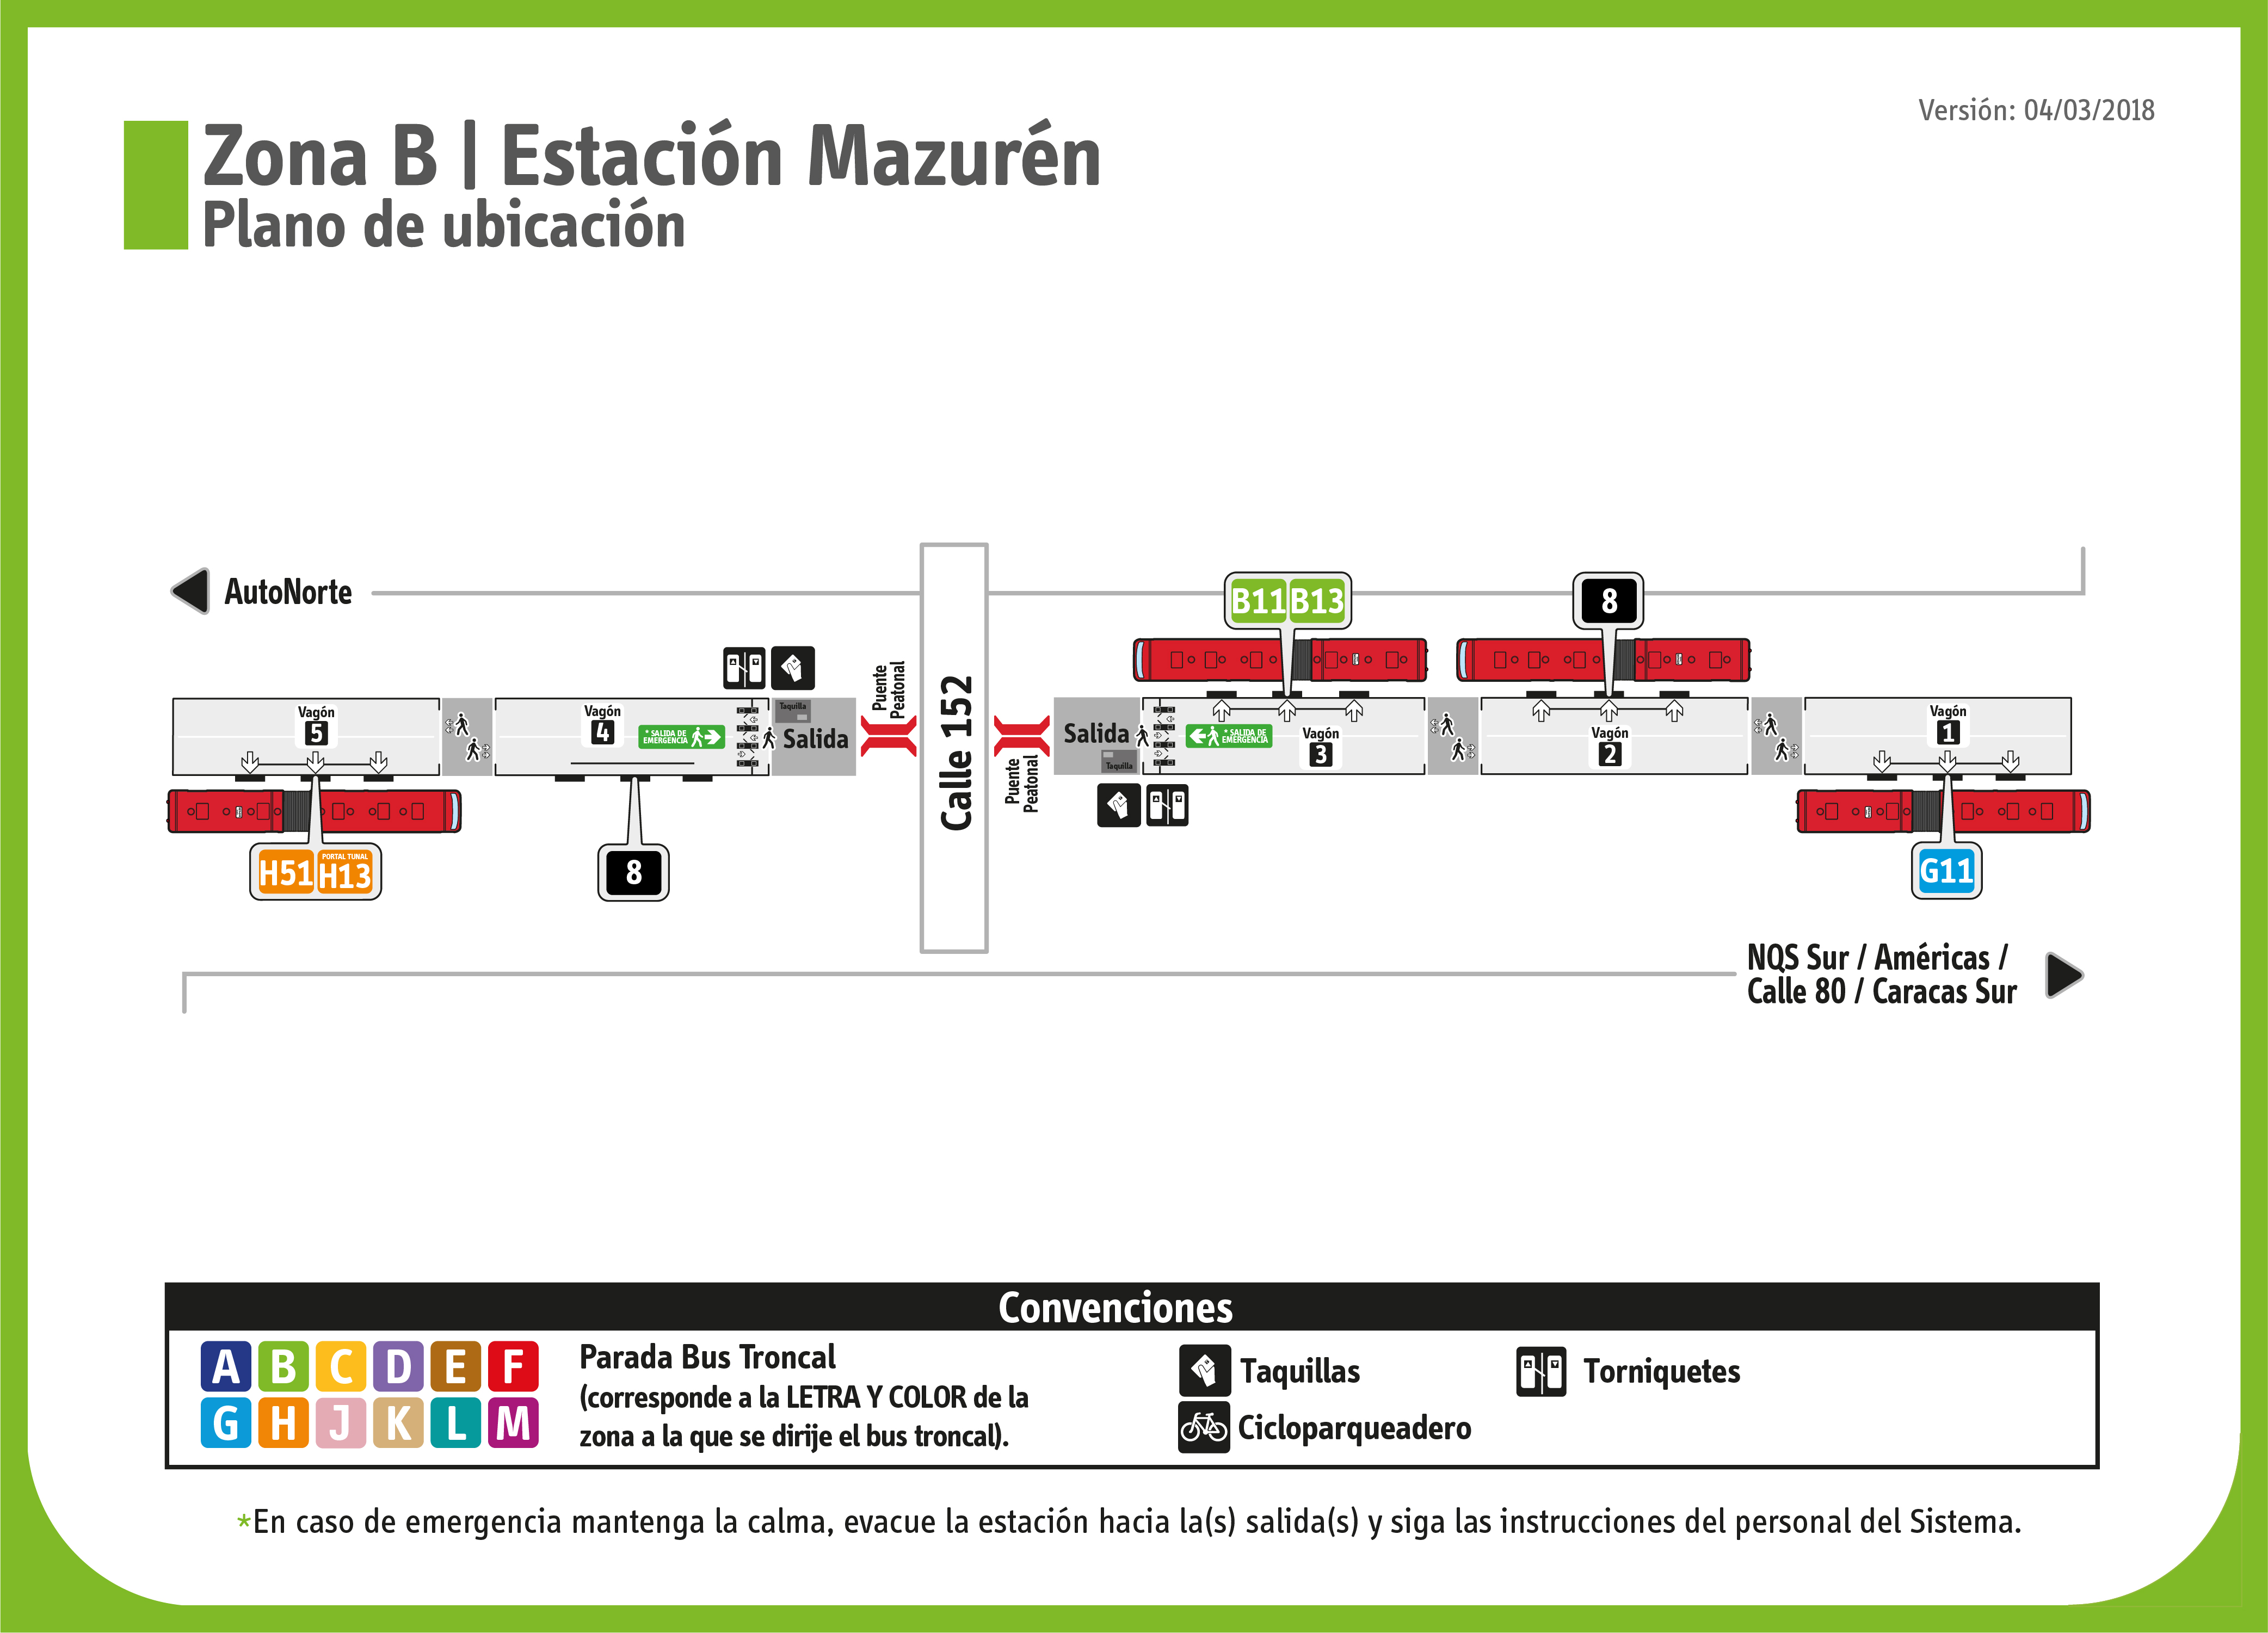 Versión: 04/03/2018
Zona B | Estación Mazurén
Plano de ubicación
AutoNorte
B11 B13
8
Puente
Peatonal
Calle 152
Puente
Peatonal
Vagón
5
Vagón
4
* SALIDA DE
EMERGENCIA
Taquilla
Salida
Salida
Taquilla
* SALIDA DE
EMERGENCIA
Vagón
3
Vagón
2
Vagón
1
H51
PORTAL TUNAL
H13
8
G11
NQS Sur / Américas /
Calle 80 / Caracas Sur
Convenciones
A B C D E F
G H J K L M
Parada Bus Troncal
(corresponde a la LETRA Y COLOR de la
zona a la que se dirije el bus troncal).
Taquillas
Torniquetes
Cicloparqueadero
*En caso de emergencia mantenga la calma, evacue la estación hacia la(s) salida(s) y siga las instrucciones del personal del Sistema.